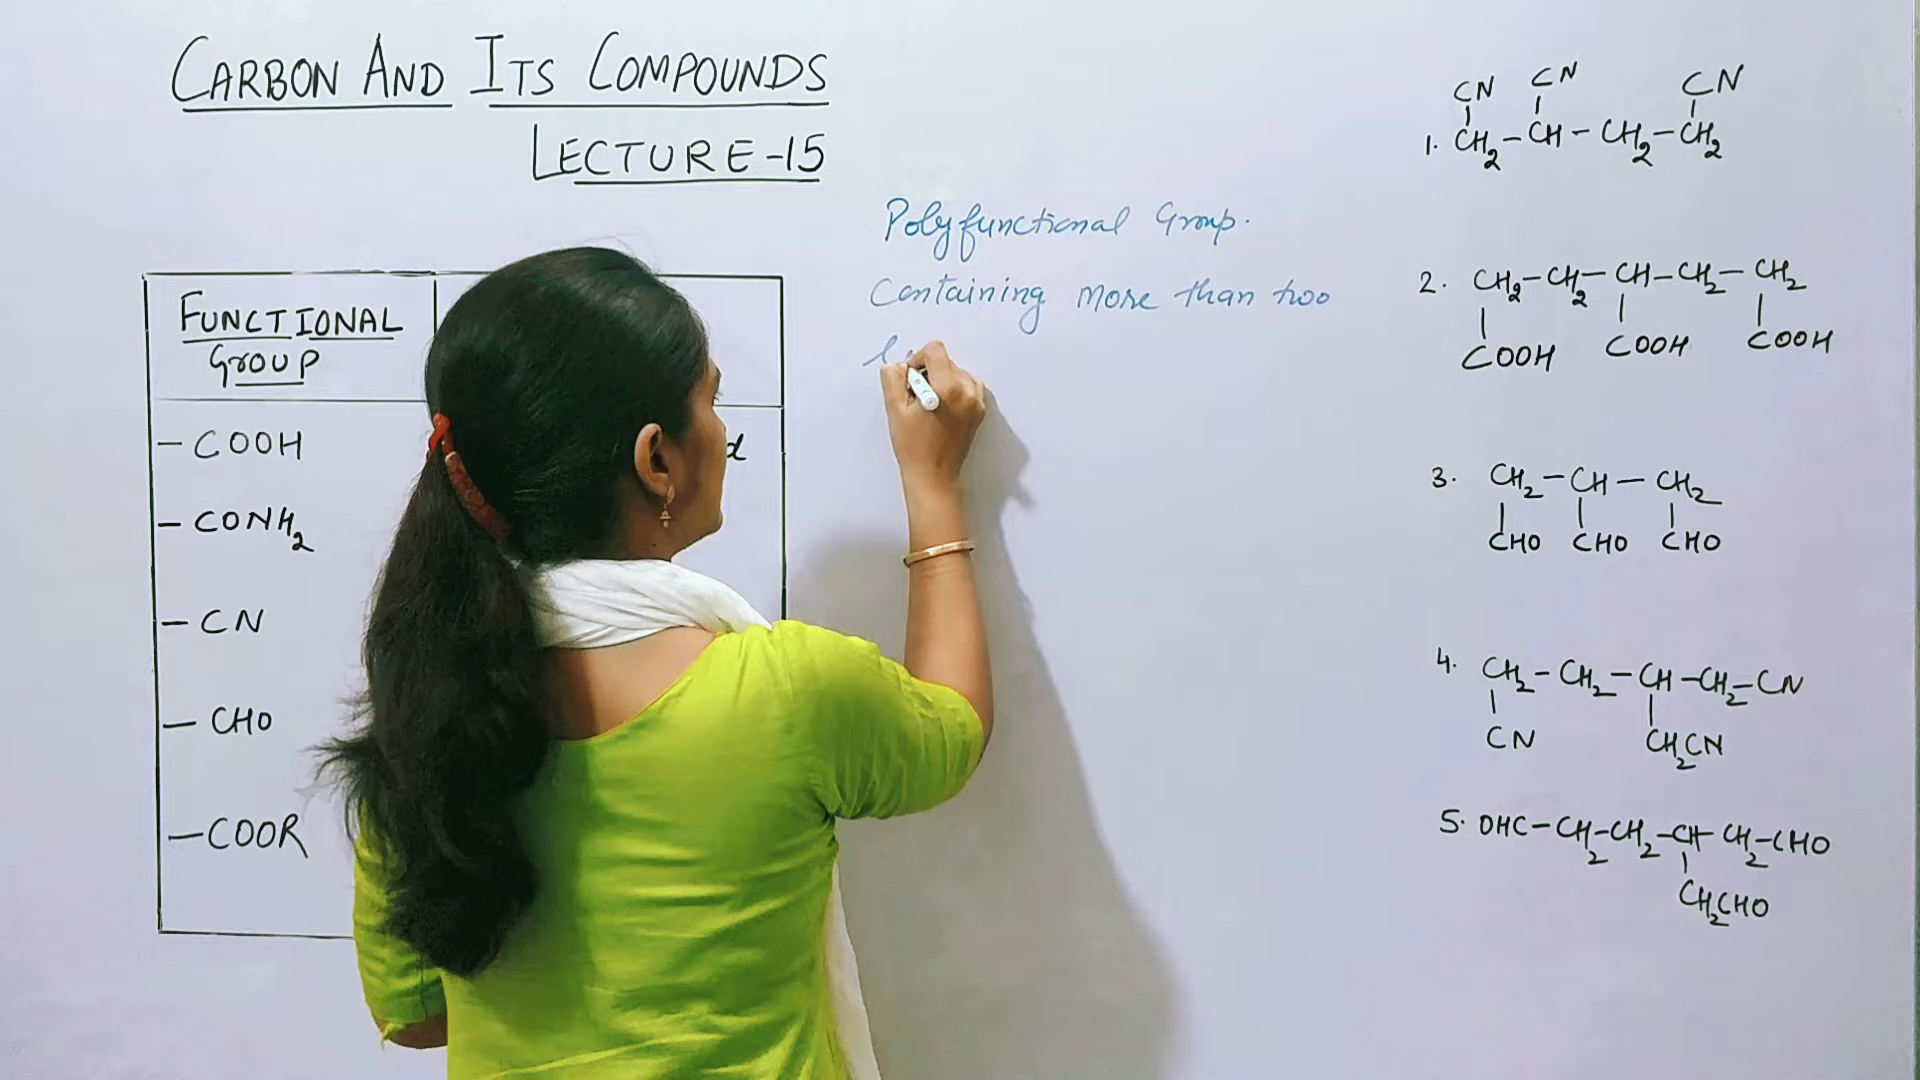 CARBON AND ITS COMPOUNDS
LECTURE-15
FUNCTIONAL
GROUP
-COOH
-CONH2
-CN
-CHO
-COOR
d
Polyfunctional Group.
Containing more than two
CN CN CN
1. CH2-CH-CH2-CH2
2. CH2-CH2-CH-CH2-CH2
COOH COOH COOH
3. CH2-CH-CH2
CHO CHO CHO
4. CH2-CH2-CH-CH2-CN
CN CH2CN
5. OHC-CH2-CH2-CH-CH2-CHO
CH2CHO